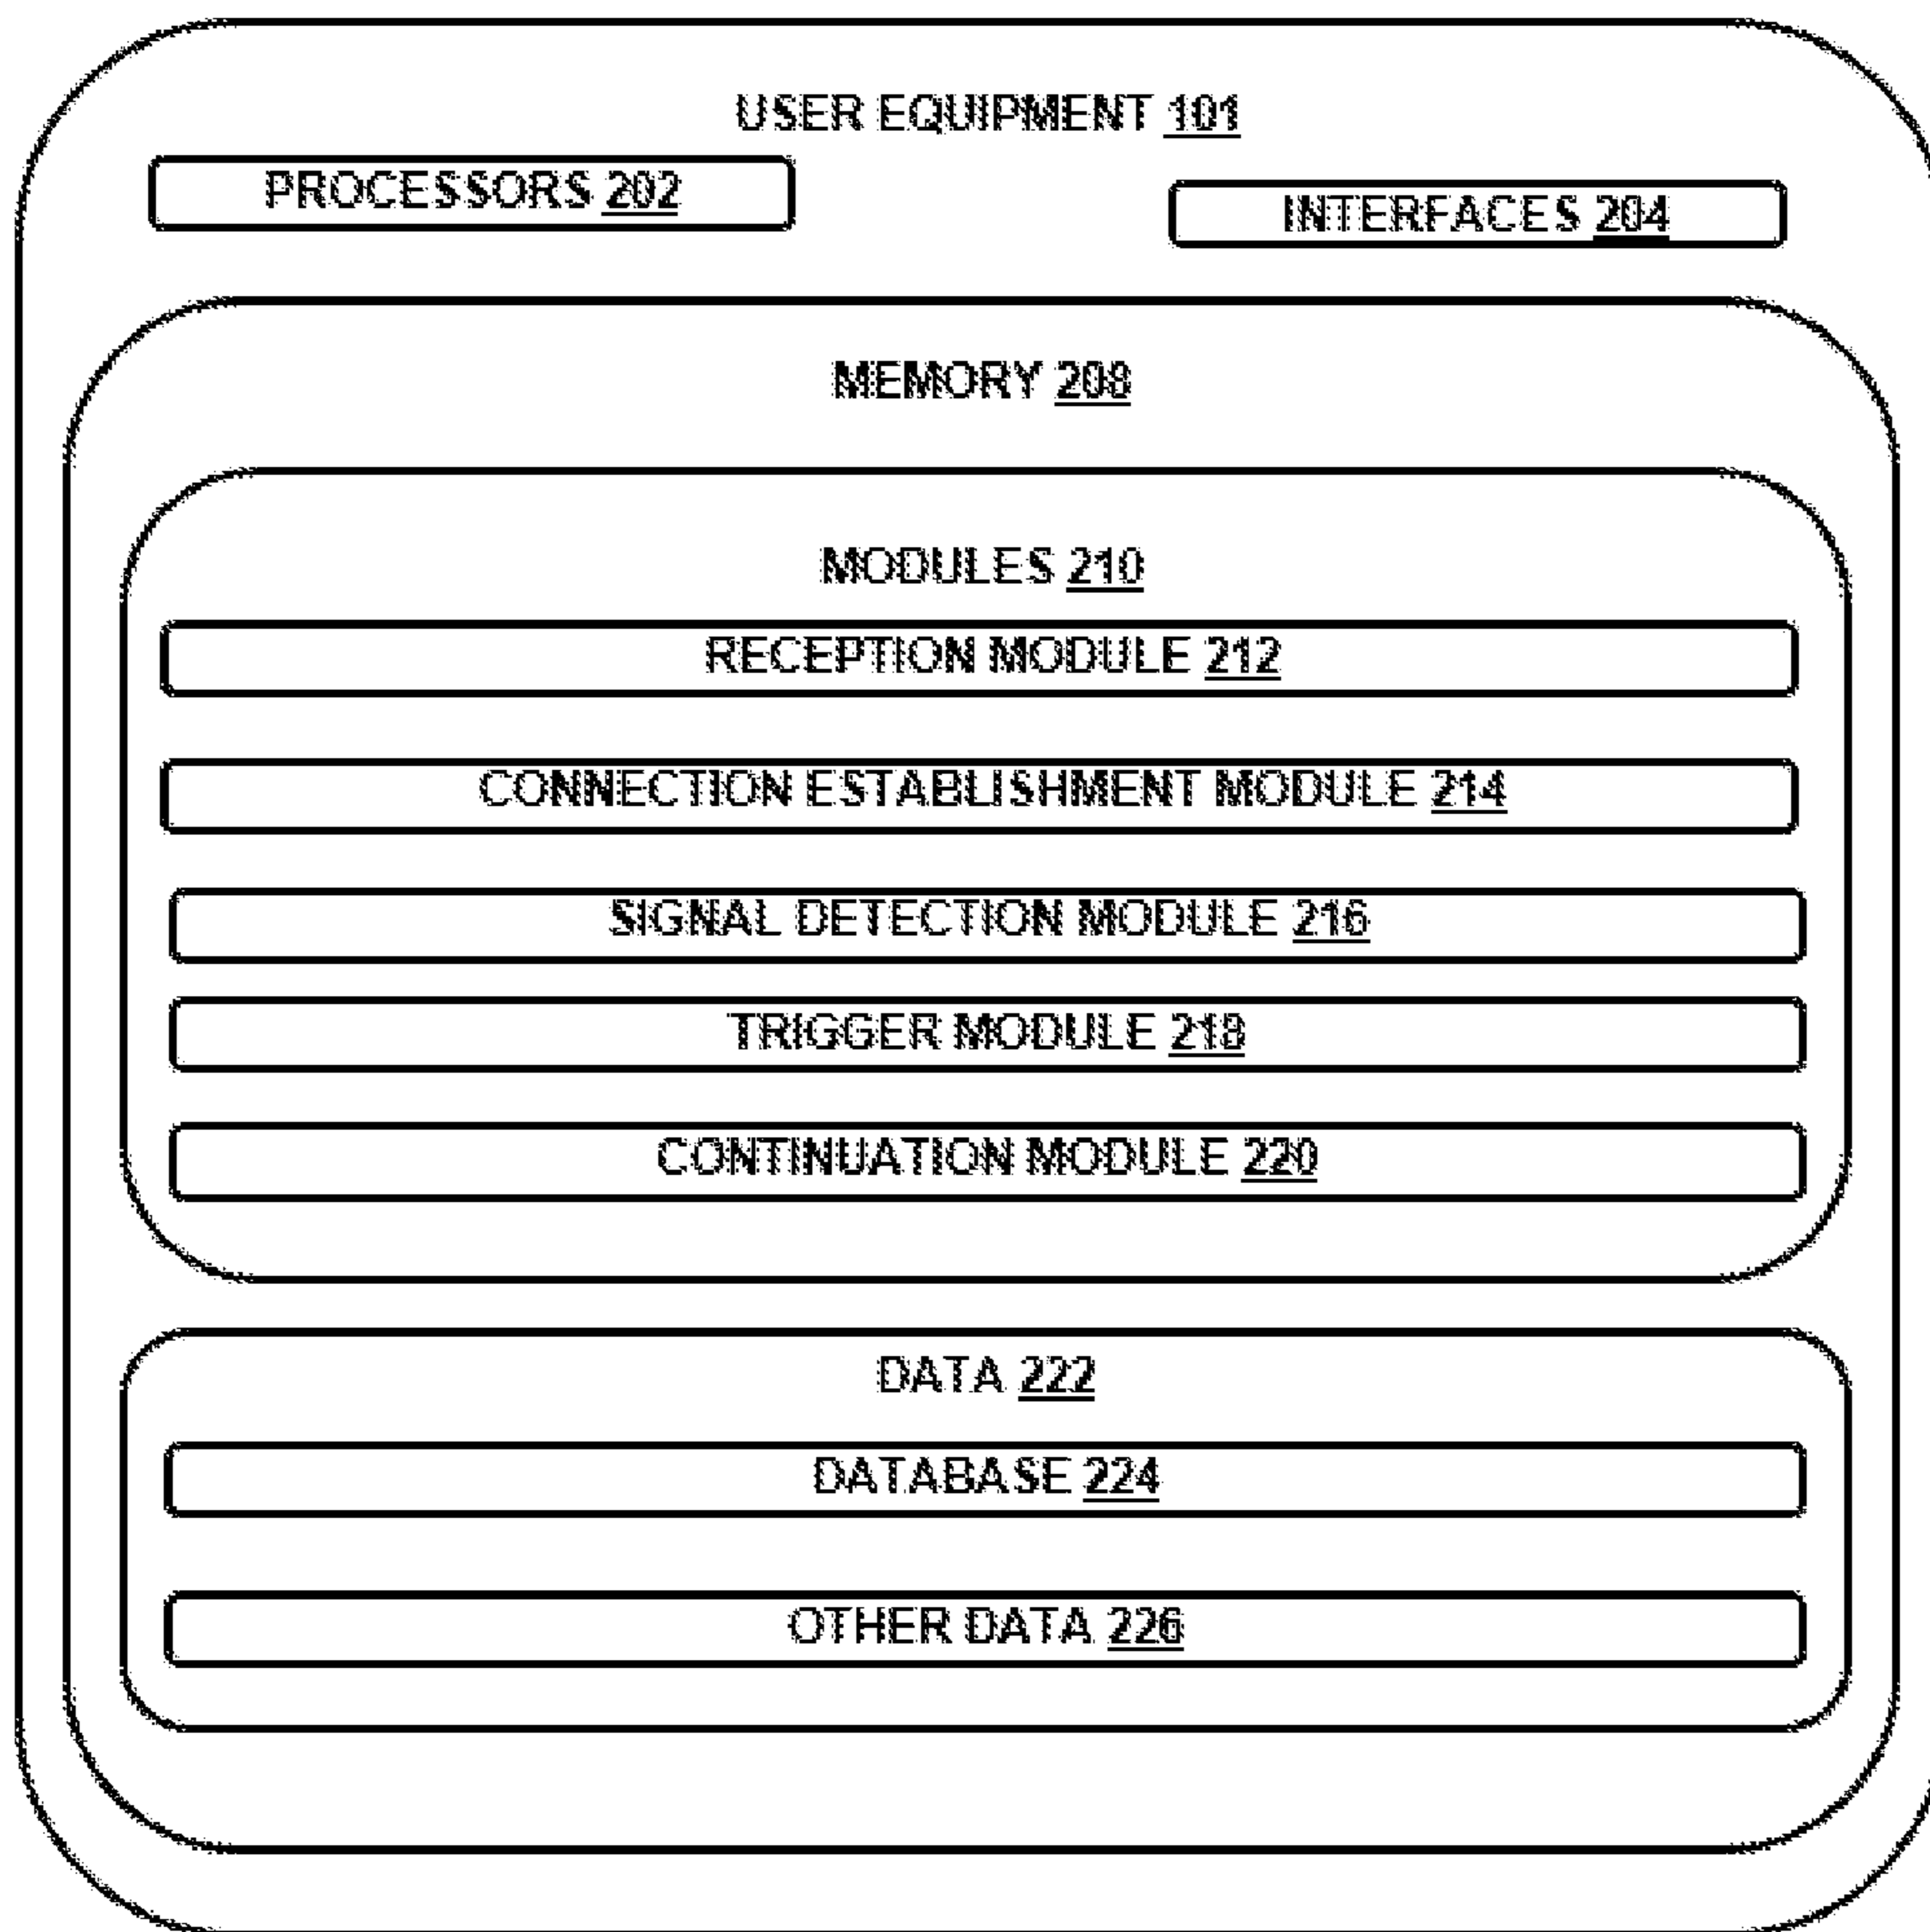 USER EQUIPMENT 101
PROCESSORS 202
INTERFACES 204
MEMORY 208
MODULES 210
RECEPTION MODULE 212
CONNECTION ESTABLISHMENT MODULE 214
SIGNAL DETECTION MODULE 216
TRIGGER MODULE 218
CONTINUATION MODULE 220
DATA 222
DATABASE 224
OTHER DATA 226